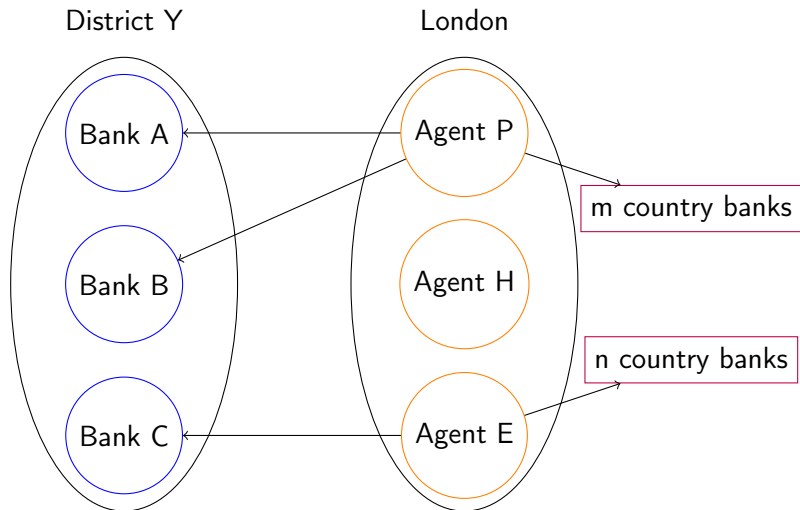 District Y
London
Bank A
Agent P
m country banks
Bank B
Agent H
n country banks
Bank C
Agent E